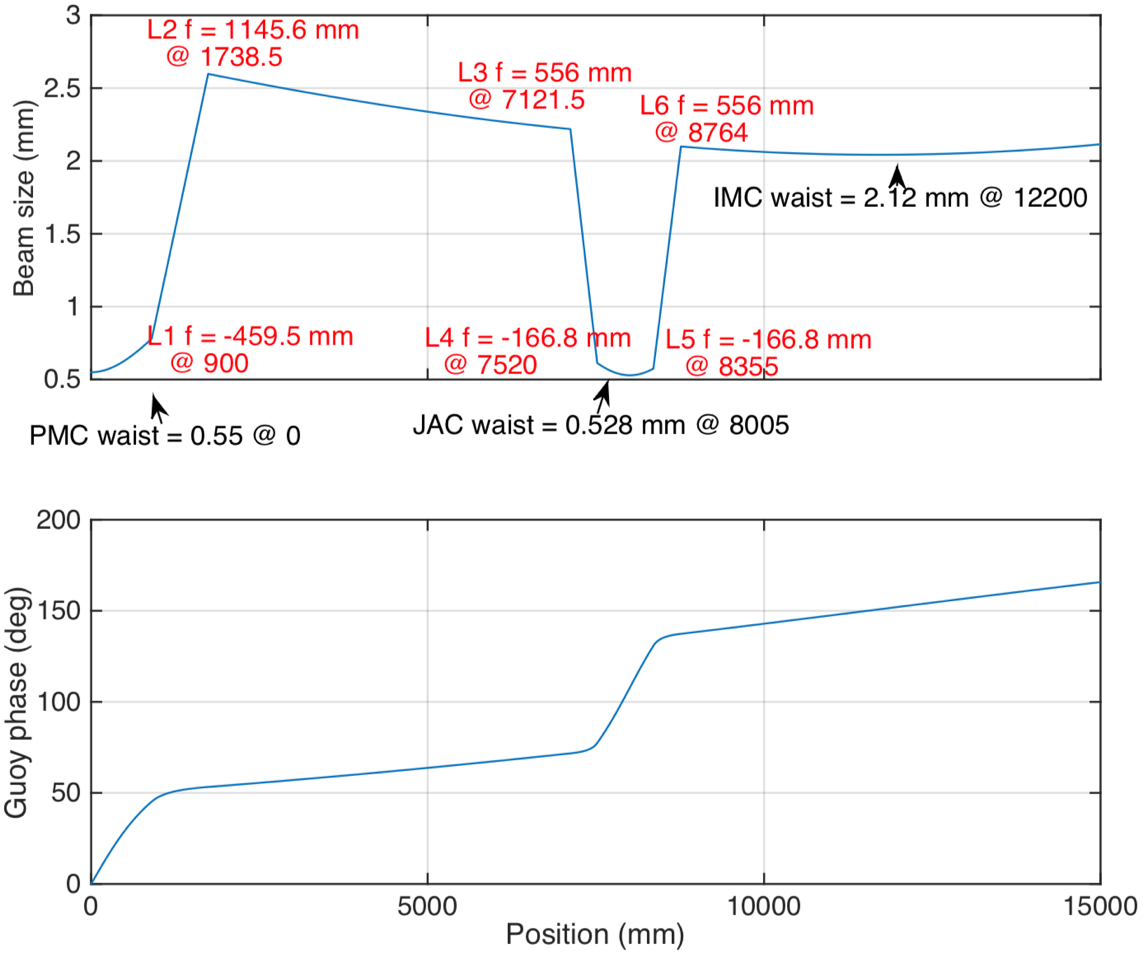 3
2.5
2
1.5
1
0.5
Beam size (mm)
L2 f = 1145.6 mm
@ 1738.5
L3 f = 556 mm
@ 7121.5
L6 f = 556 mm
@ 8764
IMC waist = 2.12 mm @ 12200
L1 f = -459.5 mm
@ 900
L4 f = -166.8 mm
@ 7520
L5 f = -166.8 mm
@ 8355
PMC waist = 0.55 @ 0
JAC waist = 0.528 mm @ 8005
200
150
100
50
0
Guoy phase (deg)
0 5000 10000 15000
Position (mm)